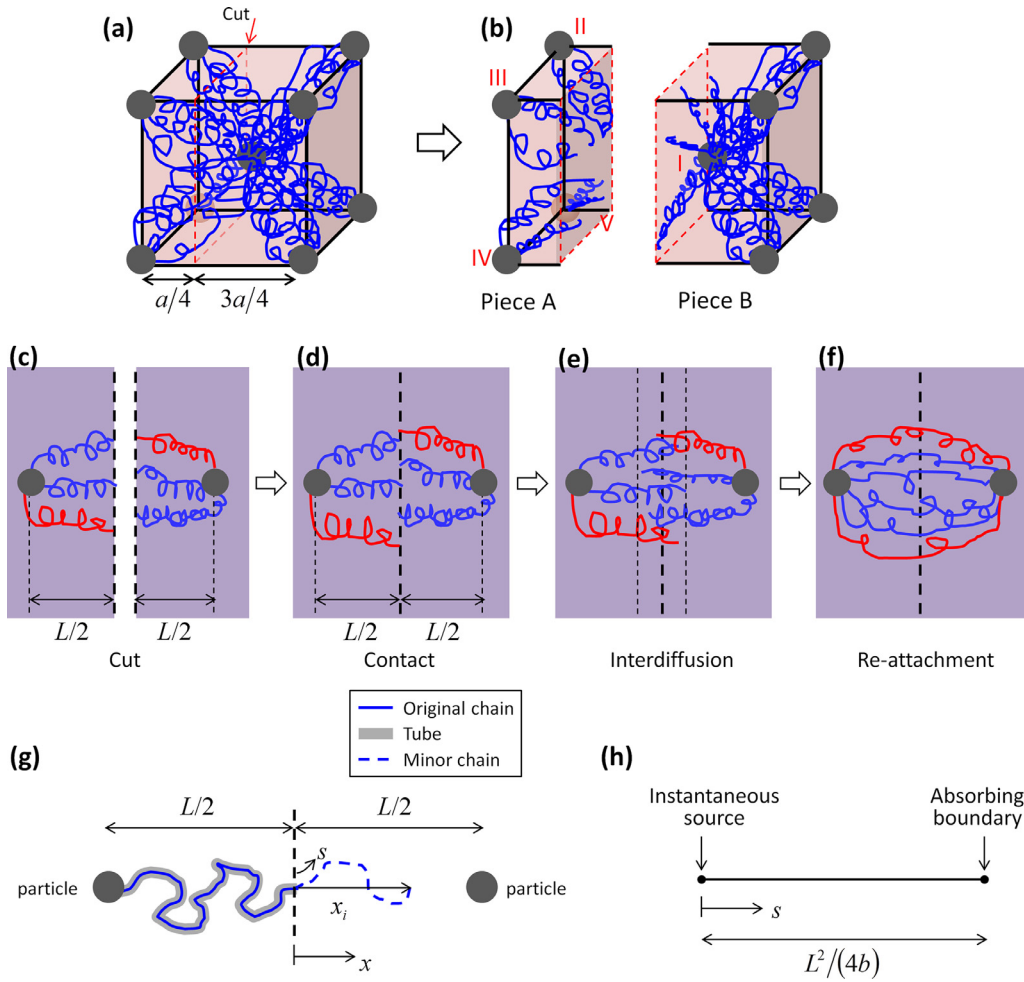 (a)
Cut
a/4
3a/4
(b)
II
III
I
IV
V
Piece A
Piece B
(c)
L/2
L/2
Cut
(d)
L/2
L/2
Contact
(e)
Interdiffusion
(f)
Re-attachment
Original chain
Tube
Minor chain
(g)
L/2
L/2
s
particle
particle
x_i
x
(h)
Instantaneous
source
Absorbing
boundary
s
L²/(4b)